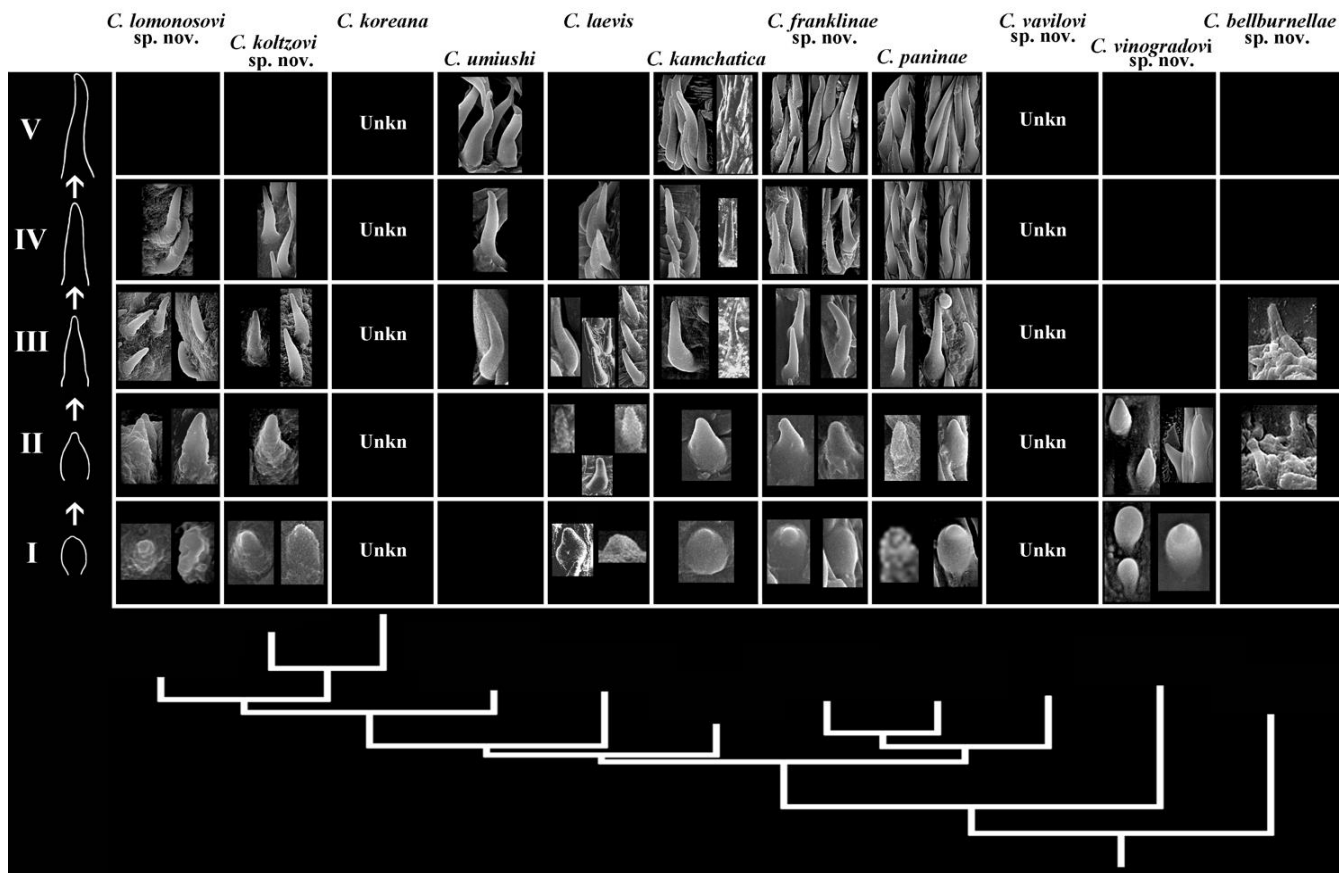 C. lomonosovi
sp. nov.
C. koltzovi
sp. nov.
C. koreana
C. umiushi
C. laevis
C. kamchatica
C. franklinae
sp. nov.
C. paninae
C. vavilovi
sp. nov.
C. vinogradovi
sp. nov.
C. bellburnellae
sp. nov.
V
Unkn
Unkn
IV
Unkn
Unkn
III
Unkn
Unkn
II
Unkn
Unkn
I
Unkn
Unkn